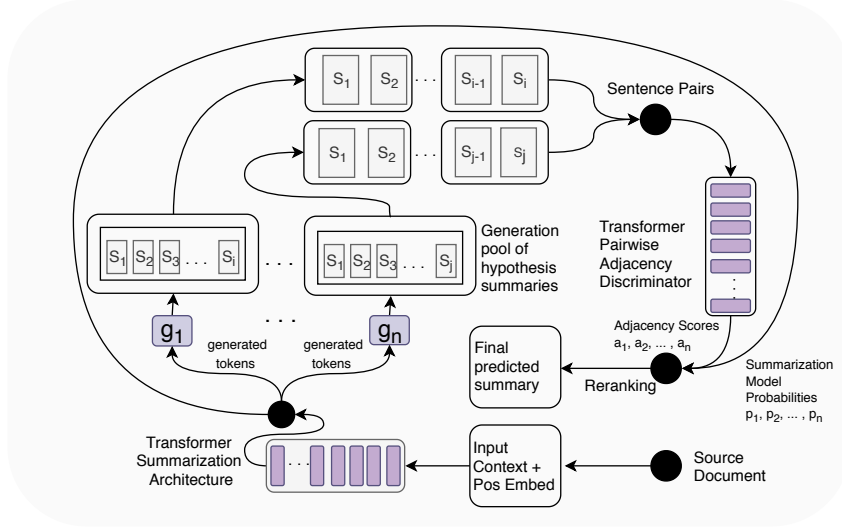 S1 S2 . . . Si-1 Si
Sentence Pairs
S1 S2 . . . Sj-1 Sj
Transformer
Pairwise
Adjacency
Discriminator
Generation
pool of
hypothesis
summaries
S1 S2 S3 . . . Si
. . .
S1 S2 S3 . . . Sj
g1
. . .
gn
generated
tokens
generated
tokens
Adjacency Scores
a1, a2, ... , an
Final
predicted
summary
Reranking
Summarization
Model
Probabilities
p1, p2, ... , pn
Transformer
Summarization
Architecture
. . .
Input
Context +
Pos Embed
Source
Document